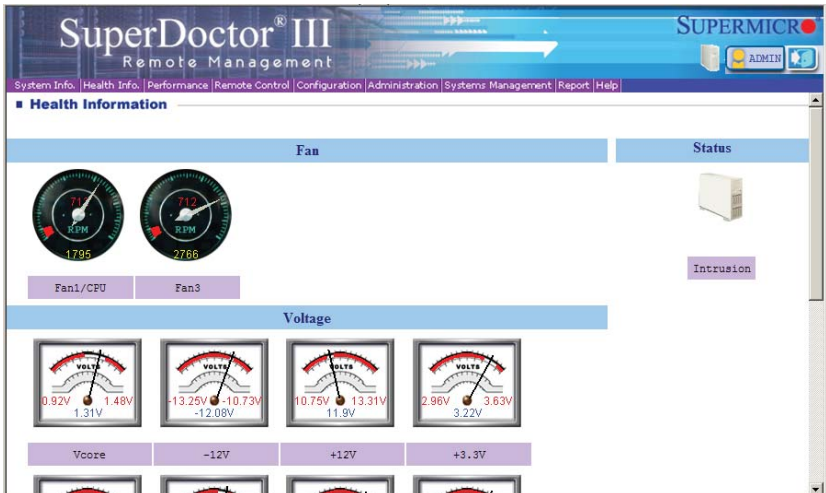 SuperDoctor® III
Remote Management
SUPERMICRO
ADMIN
System Info. |Health Info. |Performance |Remote Control |Configuration |Administration |Systems Management |Report |Help|
Health Information
Fan
712
RPM
1795
712
RPM
2766
Fan1/CPU
Fan3
Status
Intrusion
Voltage
VOLTS
0.92V 1.48V
1.31V
VOLTS
-13.25V -10.73V
-12.08V
VOLTS
10.75V 13.31V
11.9V
VOLTS
2.96V 3.63V
3.22V
Vcore
-12V
+12V
+3.3V